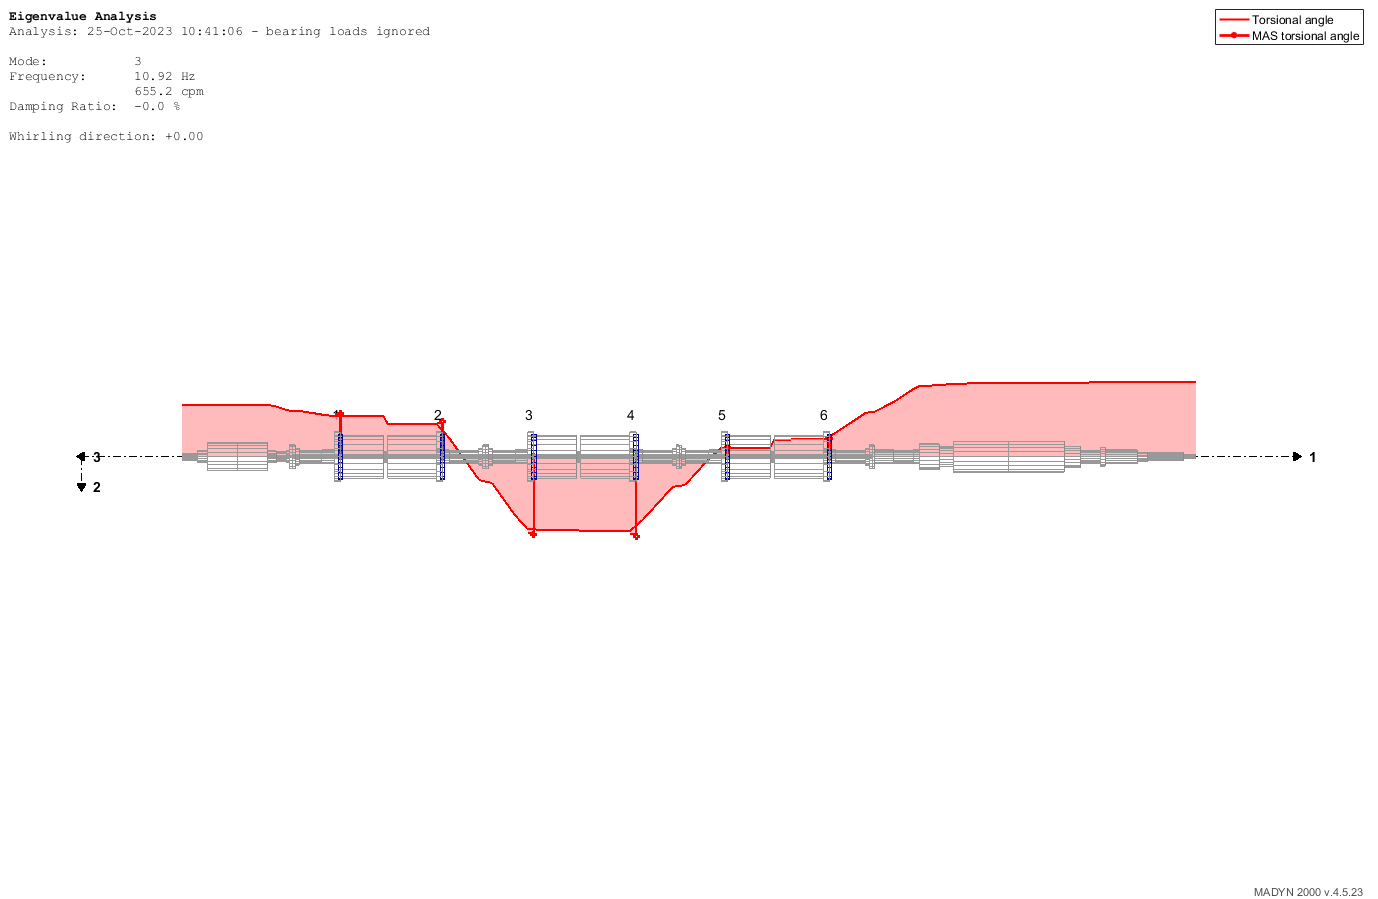 Eigenvalue Analysis
Analysis: 25-Oct-2023 10:41:06 - bearing loads ignored
Mode: 3
Frequency: 10.92 Hz
655.2 cpm
Damping Ratio: -0.0 %
Whirling direction: +0.00
Torsional angle
MAS torsional angle
1 2 3 4 5 6
3 1
2
MADYN 2000 v.4.5.23